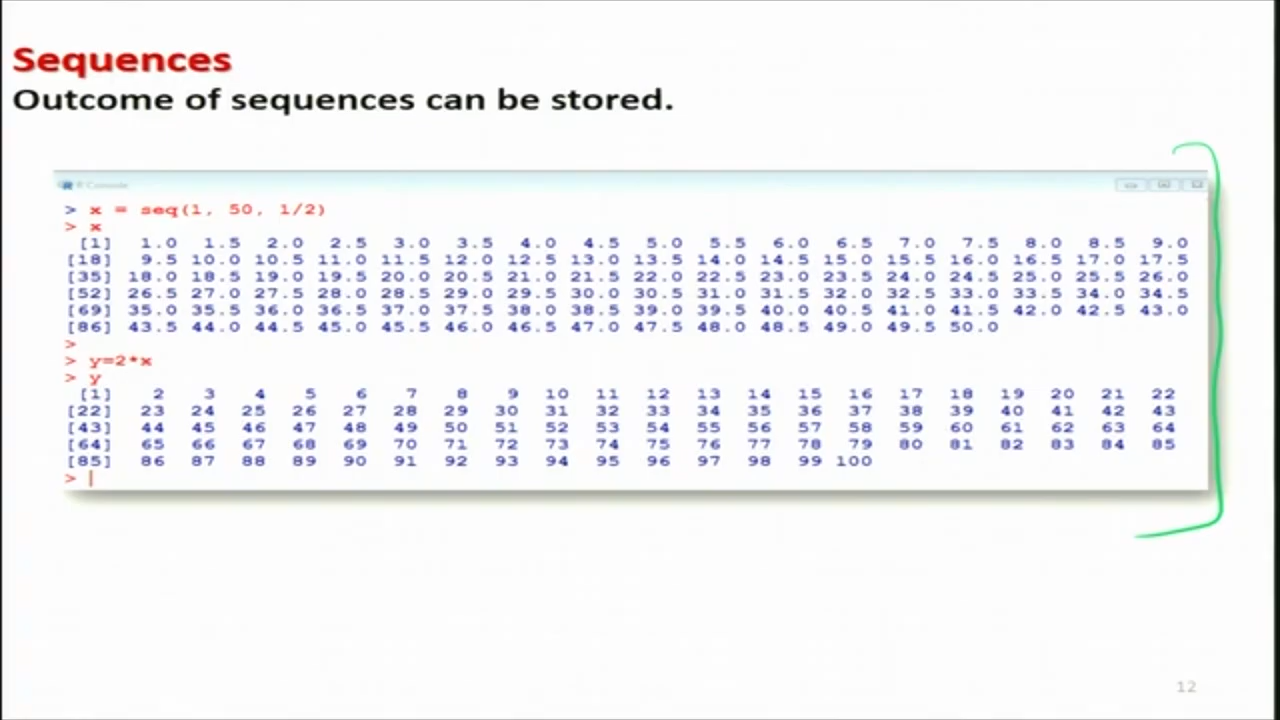 Sequences
Outcome of sequences can be stored.
R Console
> x = seq(1, 50, 1/2)
> x
[1] 1.0 1.5 2.0 2.5 3.0 3.5 4.0 4.5 5.0 5.5 6.0 6.5 7.0 7.5 8.0 8.5 9.0
[18] 9.5 10.0 10.5 11.0 11.5 12.0 12.5 13.0 13.5 14.0 14.5 15.0 15.5 16.0 16.5 17.0 17.5
[35] 18.0 18.5 19.0 19.5 20.0 20.5 21.0 21.5 22.0 22.5 23.0 23.5 24.0 24.5 25.0 25.5 26.0
[52] 26.5 27.0 27.5 28.0 28.5 29.0 29.5 30.0 30.5 31.0 31.5 32.0 32.5 33.0 33.5 34.0 34.5
[69] 35.0 35.5 36.0 36.5 37.0 37.5 38.0 38.5 39.0 39.5 40.0 40.5 41.0 41.5 42.0 42.5 43.0
[86] 43.5 44.0 44.5 45.0 45.5 46.0 46.5 47.0 47.5 48.0 48.5 49.0 49.5 50.0
>
> y=2*x
> y
[1] 2 3 4 5 6 7 8 9 10 11 12 13 14 15 16 17 18 19 20 21 22
[22] 23 24 25 26 27 28 29 30 31 32 33 34 35 36 37 38 39 40 41 42 43
[43] 44 45 46 47 48 49 50 51 52 53 54 55 56 57 58 59 60 61 62 63 64
[64] 65 66 67 68 69 70 71 72 73 74 75 76 77 78 79 80 81 82 83 84 85
[85] 86 87 88 89 90 91 92 93 94 95 96 97 98 99 100
>
12